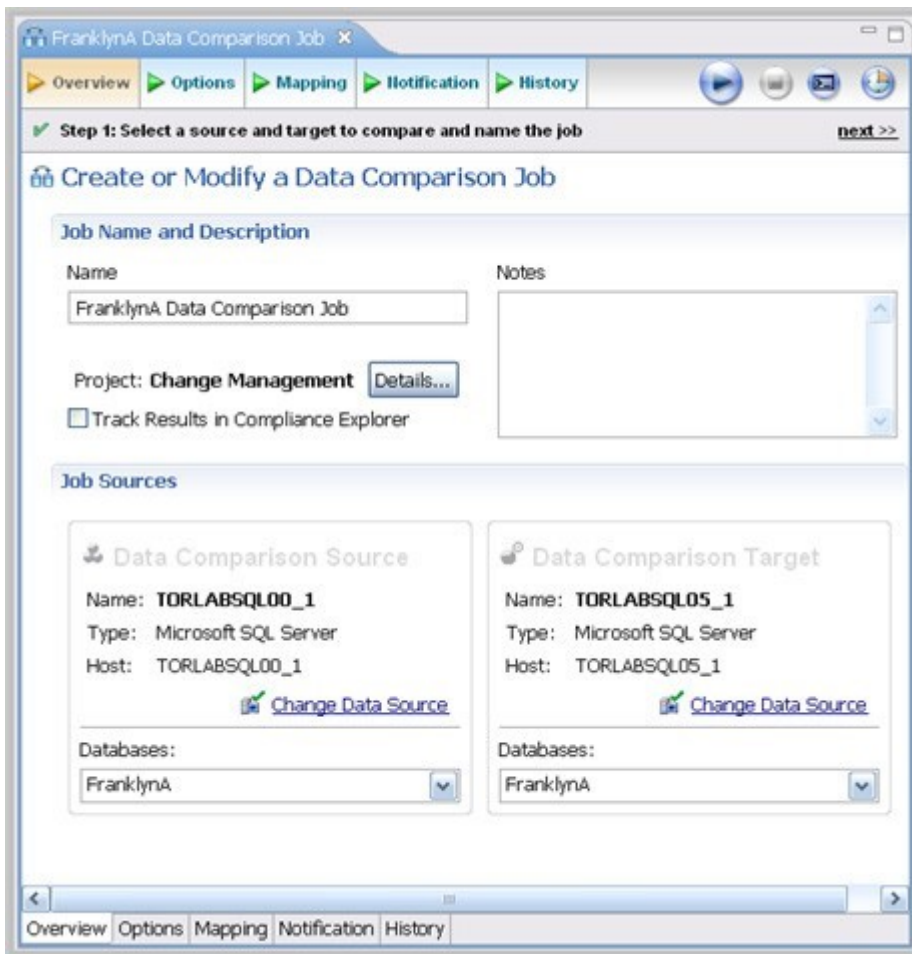 FranklynA Data Comparison Job
Overview Options Mapping Notification History
Step 1: Select a source and target to compare and name the job next >>
Create or Modify a Data Comparison Job
Job Name and Description
Name Notes
FranklynA Data Comparison Job
Project: Change Management Details...
Track Results in Compliance Explorer
Job Sources
Data Comparison Source
Name: TORLABSQL00_1
Type: Microsoft SQL Server
Host: TORLABSQL00_1
Change Data Source
Databases:
FranklynA
Data Comparison Target
Name: TORLABSQL05_1
Type: Microsoft SQL Server
Host: TORLABSQL05_1
Change Data Source
Databases:
FranklynA
Overview Options Mapping Notification History